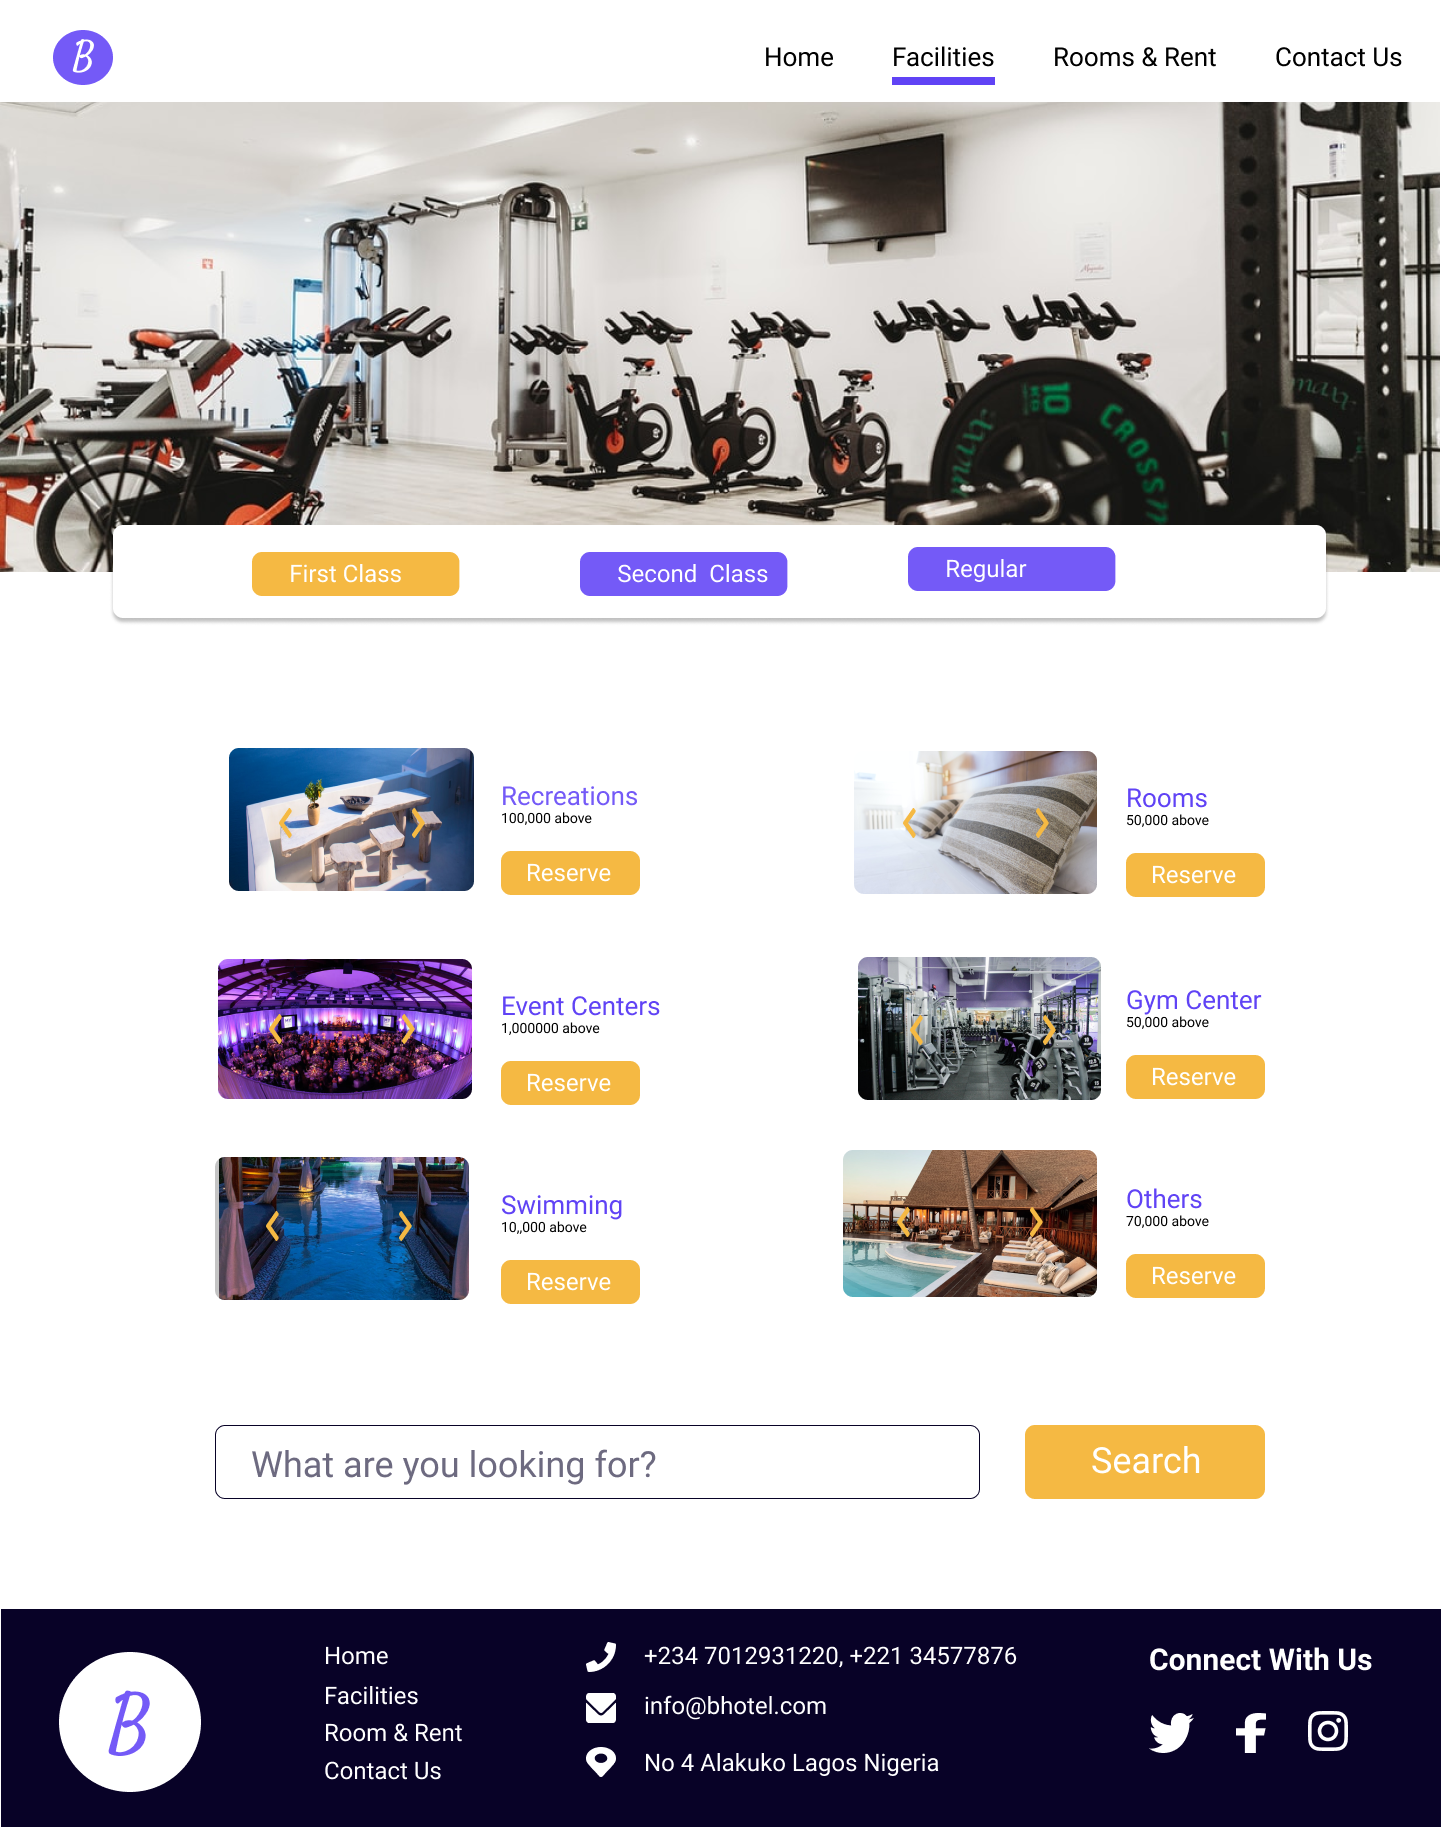 B
Home Facilities Rooms & Rent Contact Us
10
KG
CROSS
First Class Second Class Regular
Recreations
100,000 above
Reserve
Rooms
50,000 above
Reserve
Event Centers
1,000000 above
Reserve
Gym Center
50,000 above
Reserve
Swimming
10,,000 above
Reserve
Others
70,000 above
Reserve
What are you looking for? Search
B
Home
Facilities
Room & Rent
Contact Us
+234 7012931220, +221 34577876
info@bhotel.com
No 4 Alakuko Lagos Nigeria
Connect With Us